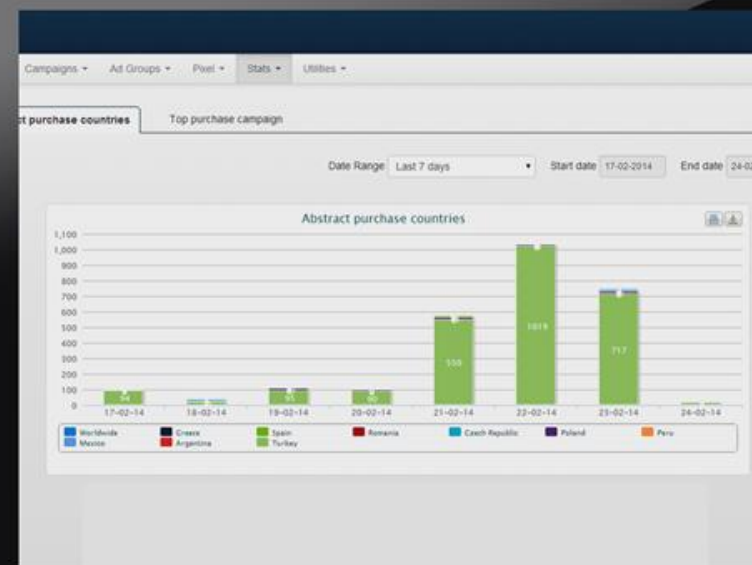 Campaigns Ad Groups Pixel Stats Utilities
ct purchase countries Top purchase campaign
Date Range Last 7 days Start date 17-02-2014 End date 24-02
Abstract purchase countries
1,100
1,000
900
800
700
600
500
400
300
200
100
0
94 95 90 550 1019 717
17-02-14 18-02-14 19-02-14 20-02-14 21-02-14 22-02-14 23-02-14 24-02-14
Worldwide Greece Spain Romania Czech Republic Poland Peru
Mexico Argentina Turkey